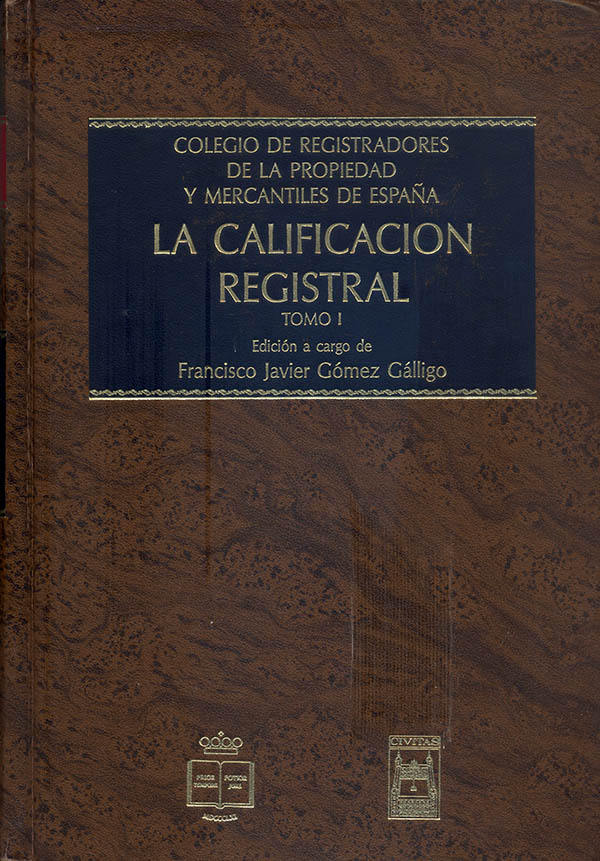 COLEGIO DE REGISTRADORES
DE LA PROPIEDAD
Y MERCANTILES DE ESPAÑA
LA CALIFICACION
REGISTRAL
TOMO I
Edición a cargo de
Francisco Javier Gómez Gálligo
PRIOR POTIOR
TEMPORE JURE
CIVITAS